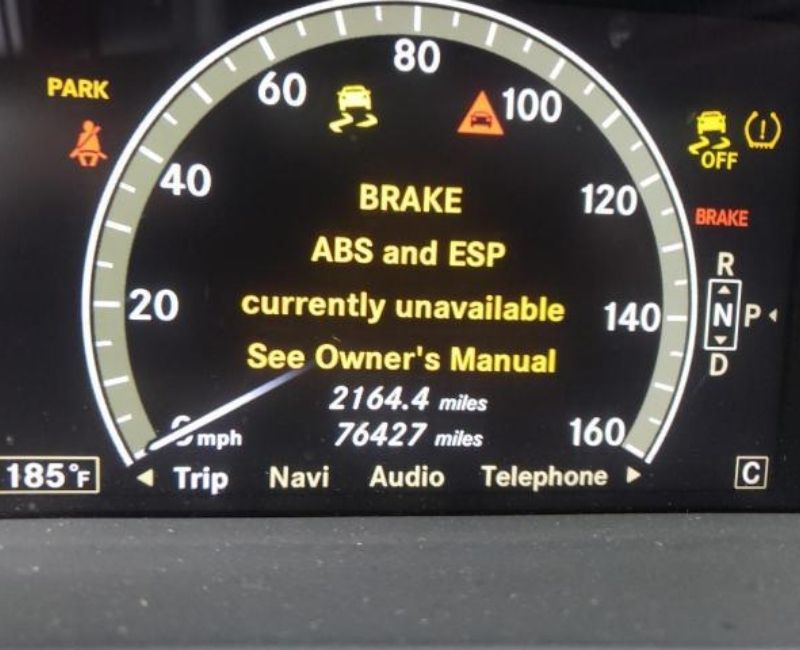 PARK
80
60
100
40
120
20
140
0 mph
160
BRAKE
ABS and ESP
currently unavailable
See Owner's Manual
2164.4 miles
76427 miles
185°F
Trip Navi Audio Telephone
OFF
BRAKE
R
N P
D
C